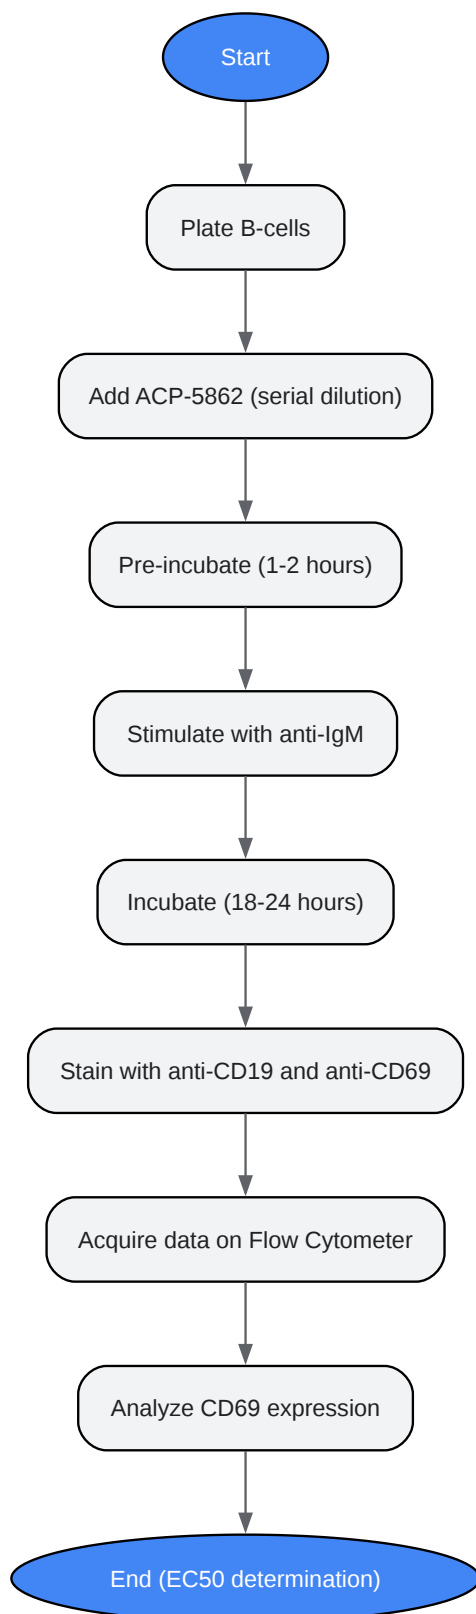 Start
Plate B-cells
Add ACP-5862 (serial dilution)
Pre-incubate (1-2 hours)
Stimulate with anti-IgM
Incubate (18-24 hours)
Stain with anti-CD19 and anti-CD69
Acquire data on Flow Cytometer
Analyze CD69 expression
End (EC50 determination)